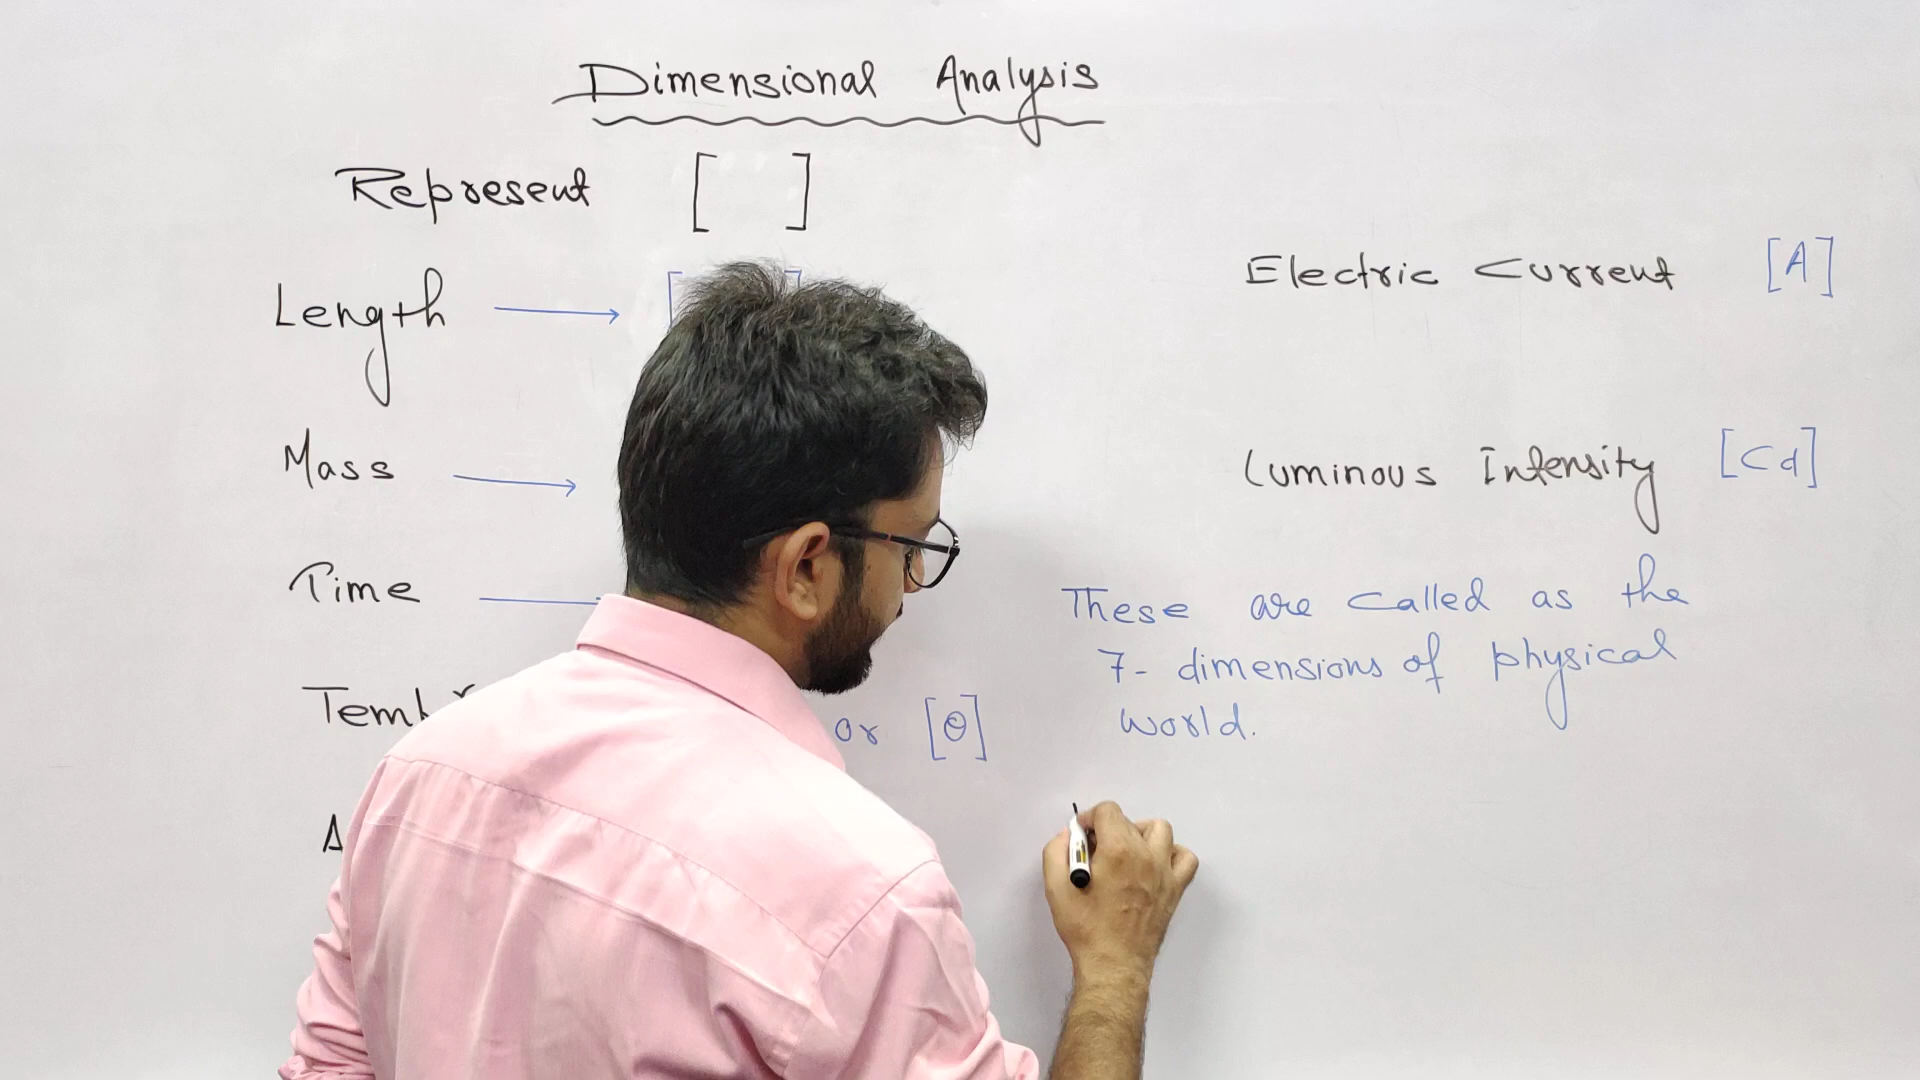 Dimensional Analysis
Represent [ ]
Length → [ ]
Mass →
Time
or [θ]
A
Electric Current [A]
Luminous Intensity [Cd]
These are called as the
7- dimensions of physical
world.